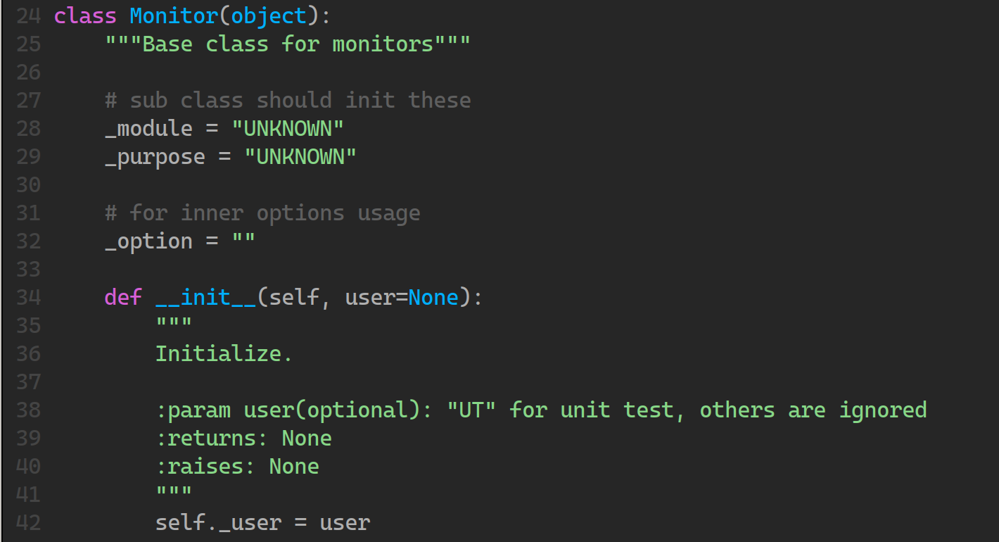 24 class Monitor(object):
25     """Base class for monitors"""
26
27     # sub class should init these
28     _module = "UNKNOWN"
29     _purpose = "UNKNOWN"
30
31     # for inner options usage
32     _option = ""
33
34     def __init__(self, user=None):
35         """
36         Initialize.
37
38         :param user(optional): "UT" for unit test, others are ignored
39         :returns: None
40         :raises: None
41         """
42         self._user = user